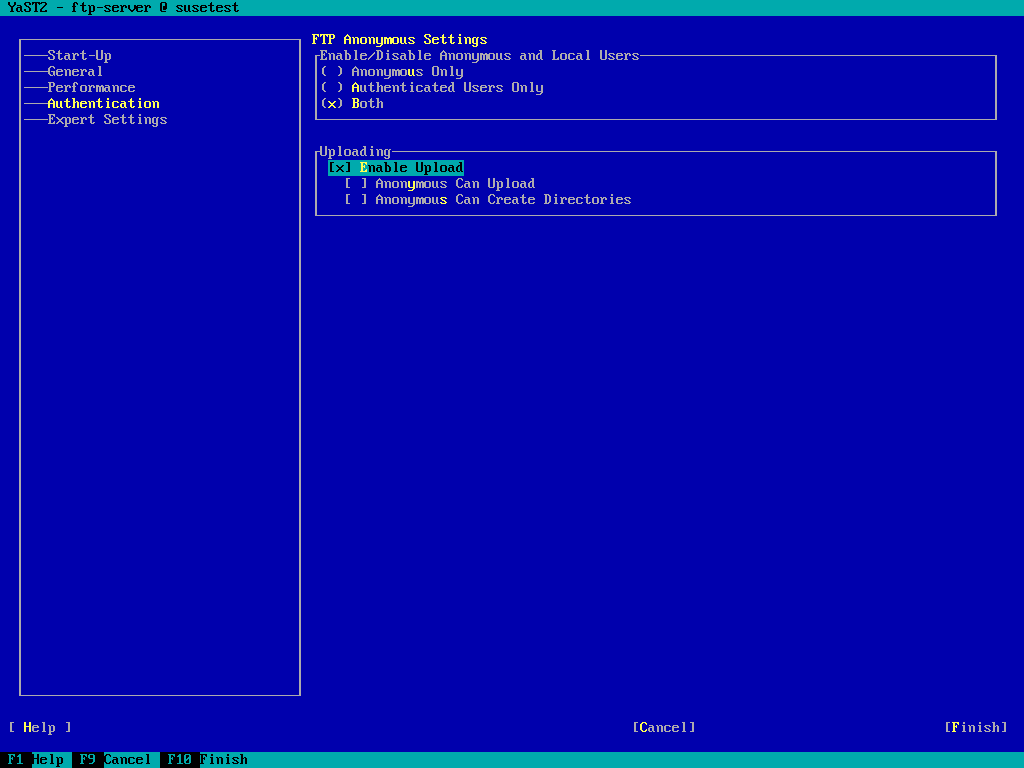 YaST2 - ftp-server @ susetest
───Start-Up
───General
───Performance
───Authentication
───Expert Settings
FTP Anonymous Settings
Enable/Disable Anonymous and Local Users
( ) Anonymous Only
( ) Authenticated Users Only
(x) Both
Uploading
[x] Enable Upload
[ ] Anonymous Can Upload
[ ] Anonymous Can Create Directories
[ Help ] [Cancel] [Finish]
F1 Help F9 Cancel F10 Finish